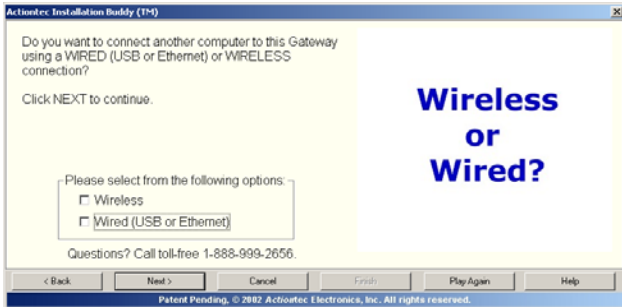 Actiontec Installation Buddy (TM)
Do you want to connect another computer to this Gateway
using a WIRED (USB or Ethernet) or WIRELESS
connection?
Click NEXT to continue.
Wireless
or
Wired?
Please select from the following options:
Wireless
Wired (USB or Ethernet)
Questions? Call toll-free 1-888-999-2656.
< Back Next > Cancel Finish Play Again Help
Patent Pending, © 2002 Actiontec Electronics, Inc. All rights reserved.